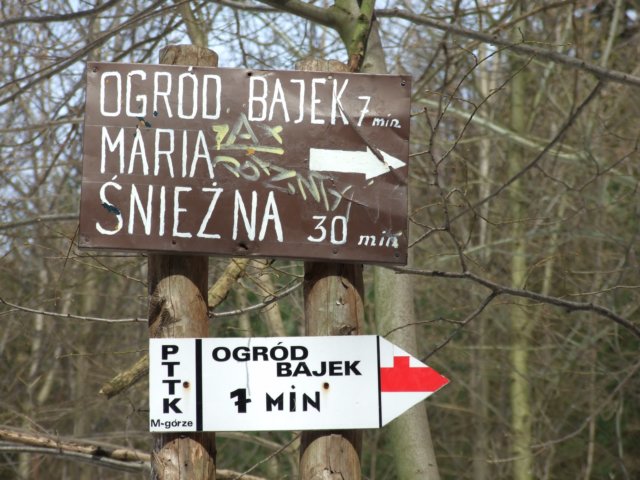 OGRÓD BAJEK 7 min.
MARIA
ŚNIEŻNA 30 min
PTTK
M-górze
OGRÓD
BAJEK
7 MIN